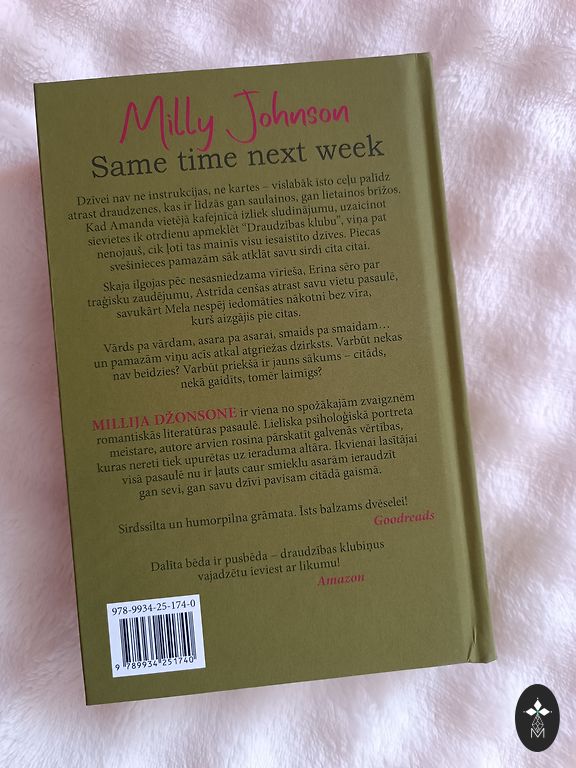 Milly Johnson
Same time next week
Dzīvei nav ne instrukcijas, ne kartes – vislabāk īsto ceļu palīdz
atrast draudzenes, kas ir līdzās gan saulainos, gan lietainos brīžos.
Kad Amanda vietējā kafejnīcā izliek sludinājumu, uzaicinot
sievietes ik otrdienu apmeklēt “Draudzības klubu”, viņa pat
nenojauš, cik ļoti tas mainīs visu iesaistīto dzīves. Piecas
svešinieces pamazām sāk atklāt savu sirdi cita citai.
Skaja ilgojas pēc nesasniedzama vīrieša, Erina sēro par
traģisku zaudējumu, Astrīda cenšas atrast savu vietu pasaulē,
savukārt Mela nespēj iedomāties nākotni bez vīra,
kurš aizgājis pie citas.
Vārds pa vārdam, asara pa asarai, smaids pa smaidam…
un pamazām viņu acīs atkal atgriežas dzirksts. Varbūt nekas
nav beidzies? Varbūt priekšā ir jauns sākums – citāds,
nekā gaidīts, tomēr laimīgs?
MILLIJA DŽONSONE ir viena no spožākajām zvaigznēm
romantiskās literatūras pasaulē. Lieliska psiholoģiskā portreta
meistare, autore arvien rosina pārskatīt galvenās vērtības,
kuras nereti tiek upurētas uz ieraduma altāra. Ikvienai lasītājai
visā pasaulē nu ir ļauts caur smieklu asarām ieraudzīt
gan sevi, gan savu dzīvi pavisam citādā gaismā.
Sirdssilta un humorpilna grāmata. Īsts balzams dvēselei!
Goodreads
Dalīta bēda ir pusbēda – draudzības klubiņus
vajadzētu ieviest ar likumu!
Amazon
978-9934-25-174-0
9 789934 251740
M